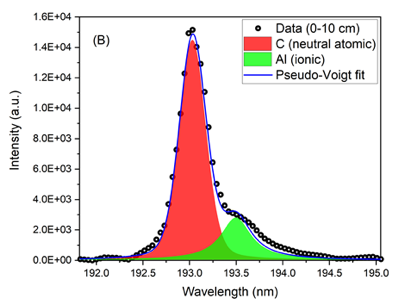 (B)
Data (0-10 cm)
C (neutral atomic)
Al (ionic)
Pseudo-Voigt fit
Intensity (a.u.)
1.6E+04
1.4E+04
1.2E+04
1.0E+04
8.0E+03
6.0E+03
4.0E+03
2.0E+03
0.0E+00
192.0 192.5 193.0 193.5 194.0 194.5 195.0
Wavelength (nm)